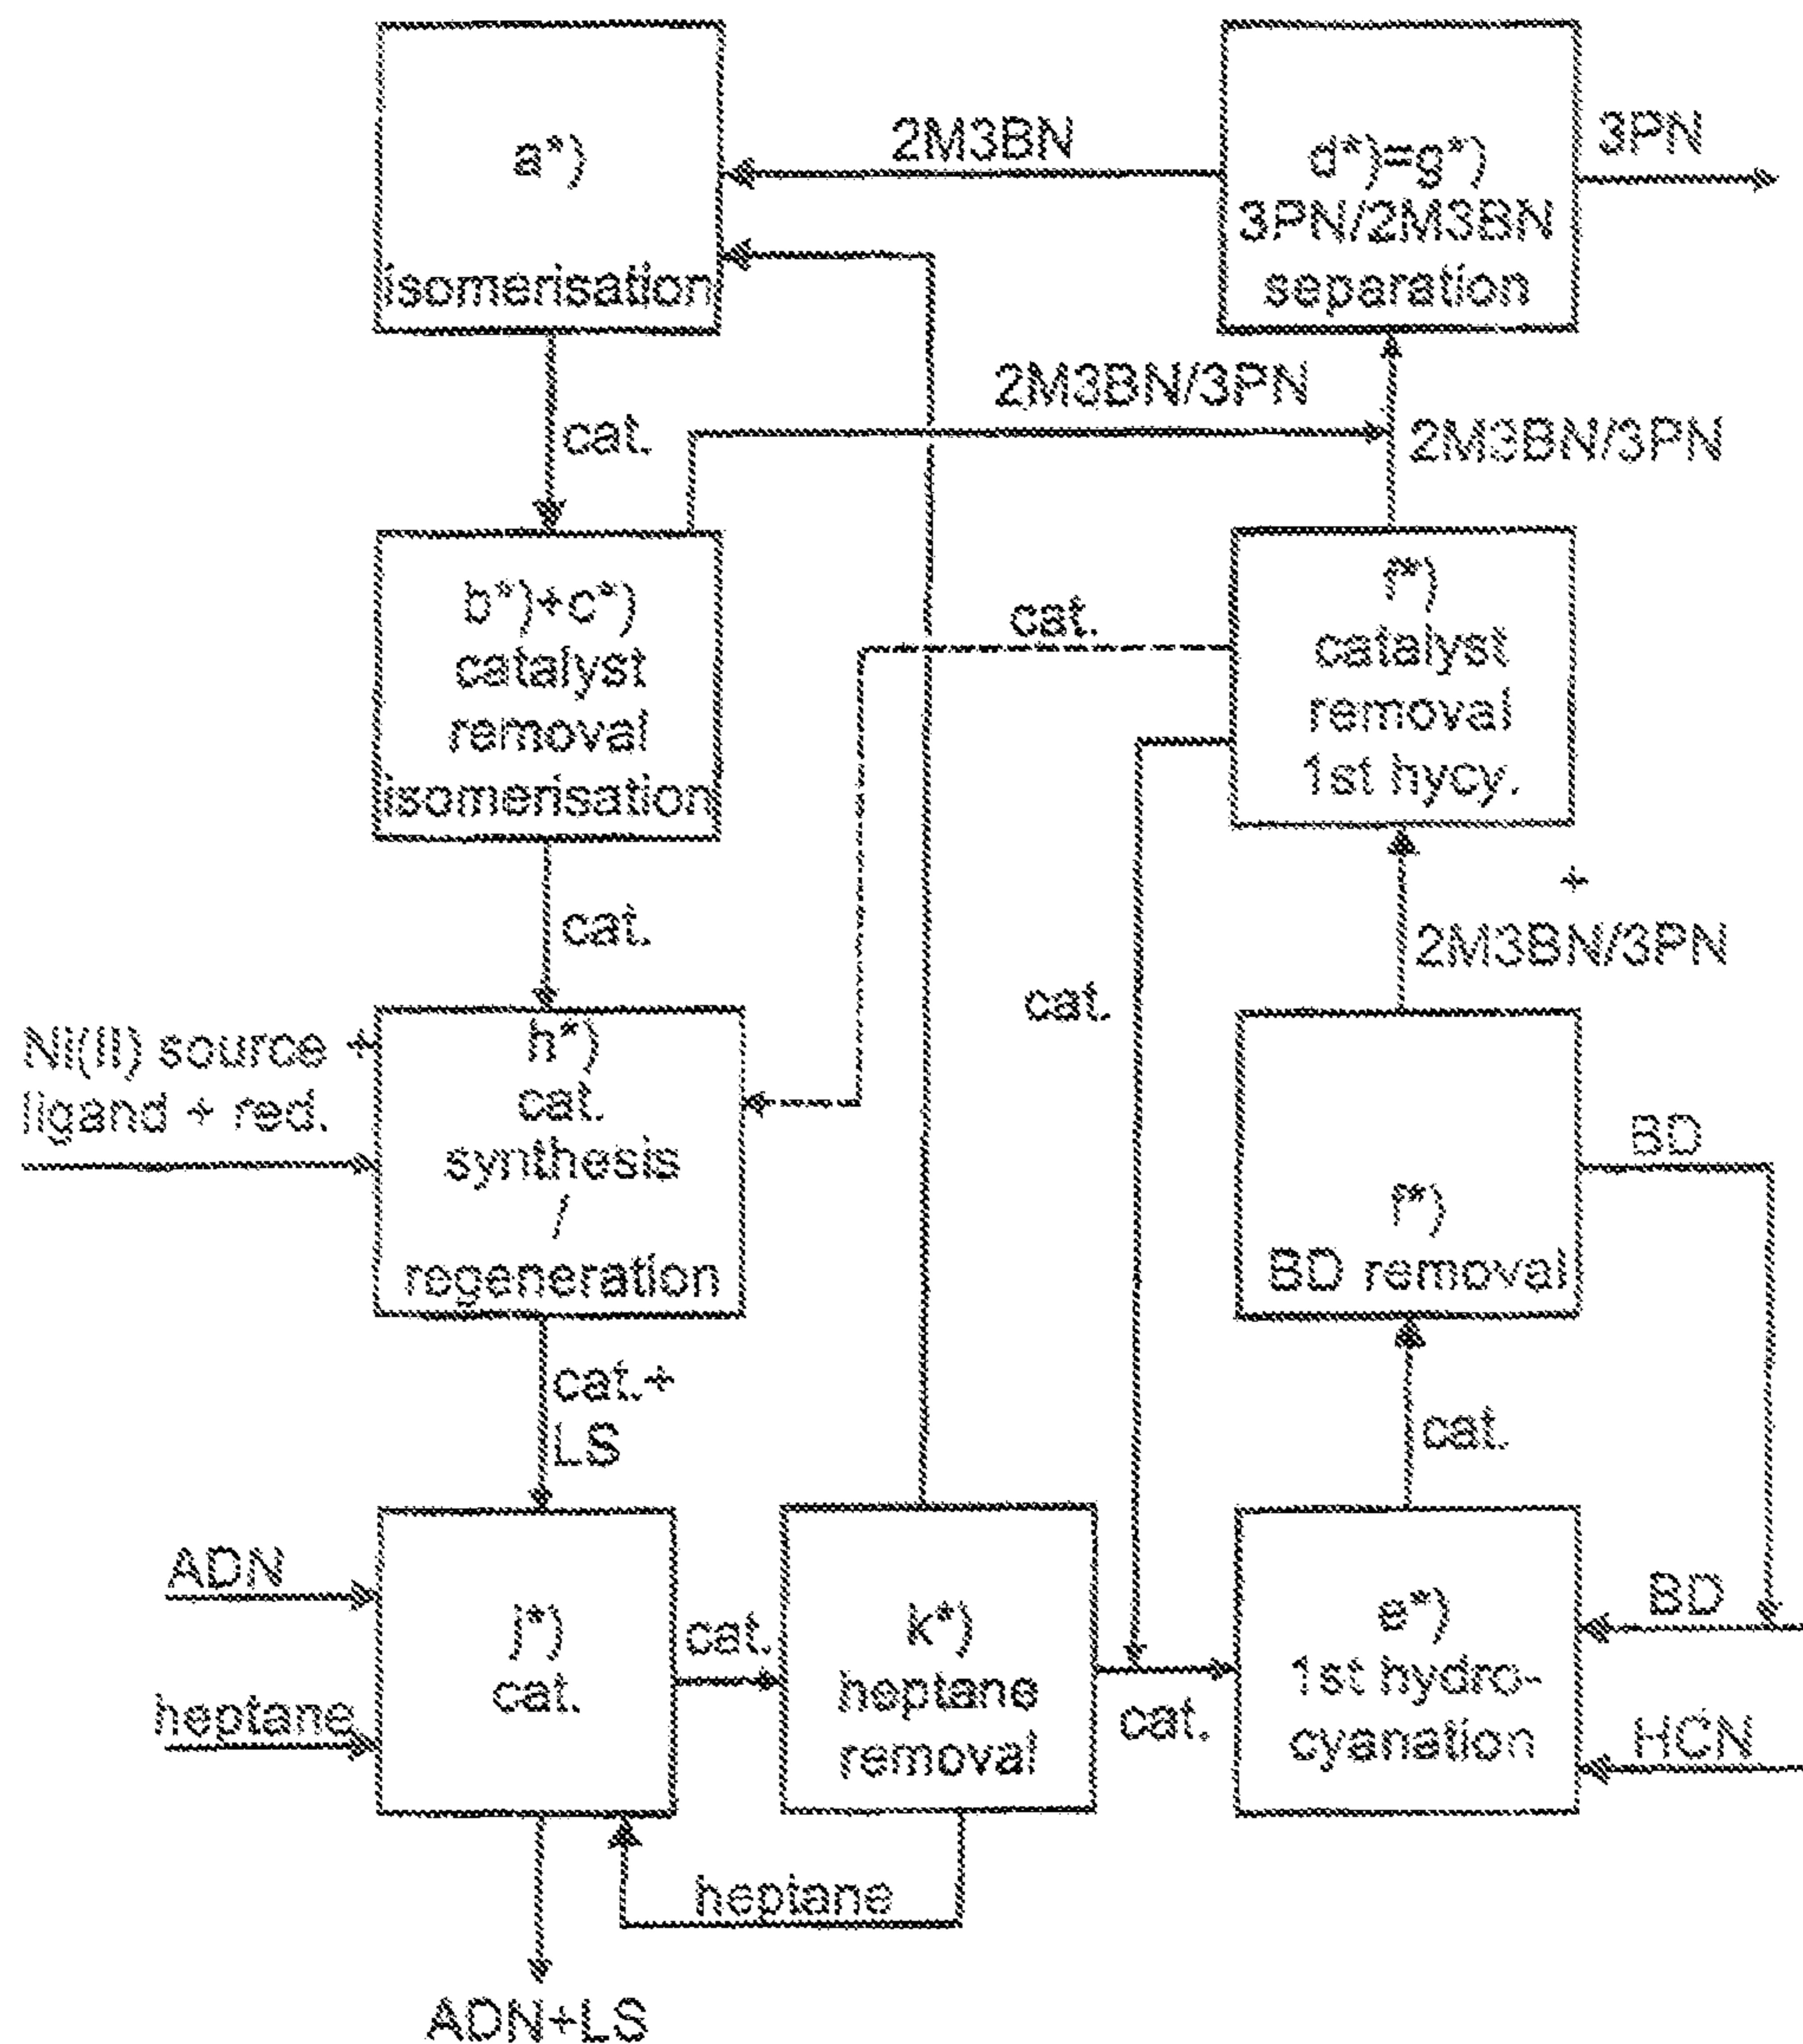 a*)
isomerisation
2M3BN
d*)=g*)
3PN/2M3BN
separation
3PN
cat.
2M3BN/3PN
2M3BN/3PN
b*)+c*)
catalyst
removal
isomerisation
cat.
f*)
catalyst
removal
1st hycy.
cat.
cat.
+
2M3BN/3PN
Ni(II) source +
ligand + red.
h*)
cat.
synthesis
/
regeneration
f*)
BD removal
BD
cat.+
LS
cat.
ADN
heptane
j*)
cat.
cat.
k*)
heptane
removal
cat.
e*)
1st hydro-
cyanation
BD
HCN
heptane
ADN+LS